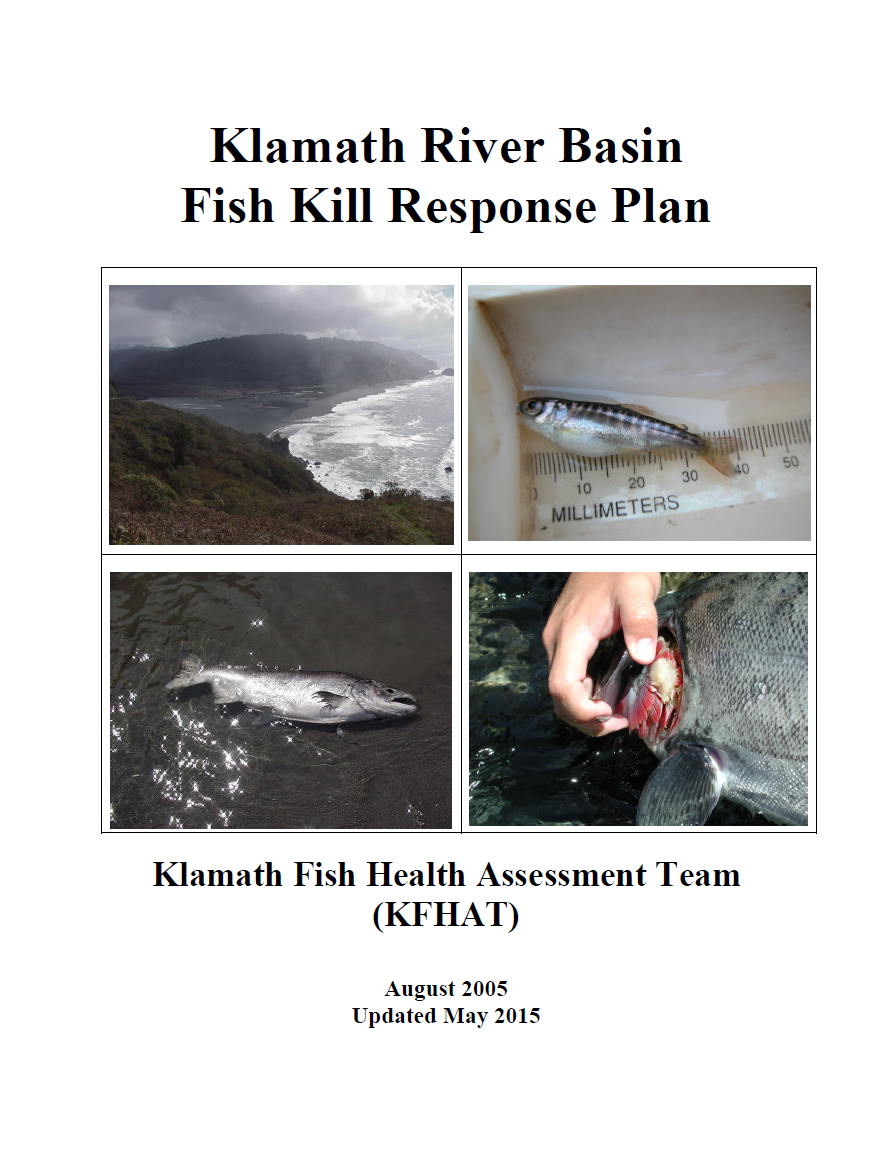 Klamath River Basin
Fish Kill Response Plan
10 20 30 40 50
MILLIMETERS
Klamath Fish Health Assessment Team
(KFHAT)
August 2005
Updated May 2015